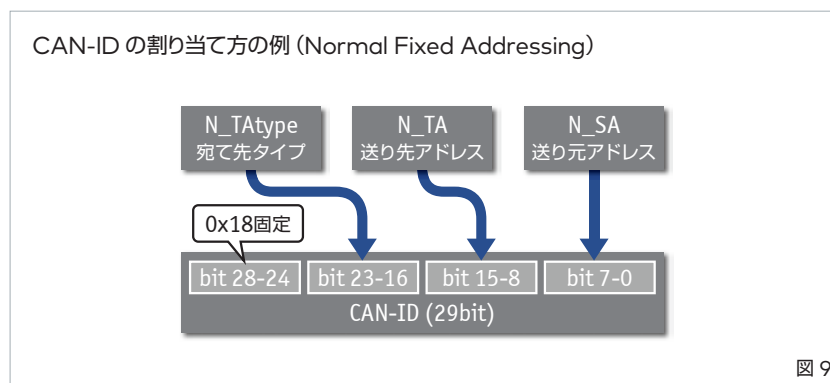 CAN-ID の割り当て方の例（Normal Fixed Addressing）
N_TAtype
宛て先タイプ
N_TA
送り先アドレス
N_SA
送り元アドレス
0x18固定
bit 28-24
bit 23-16
bit 15-8
bit 7-0
CAN-ID (29bit)
図 9